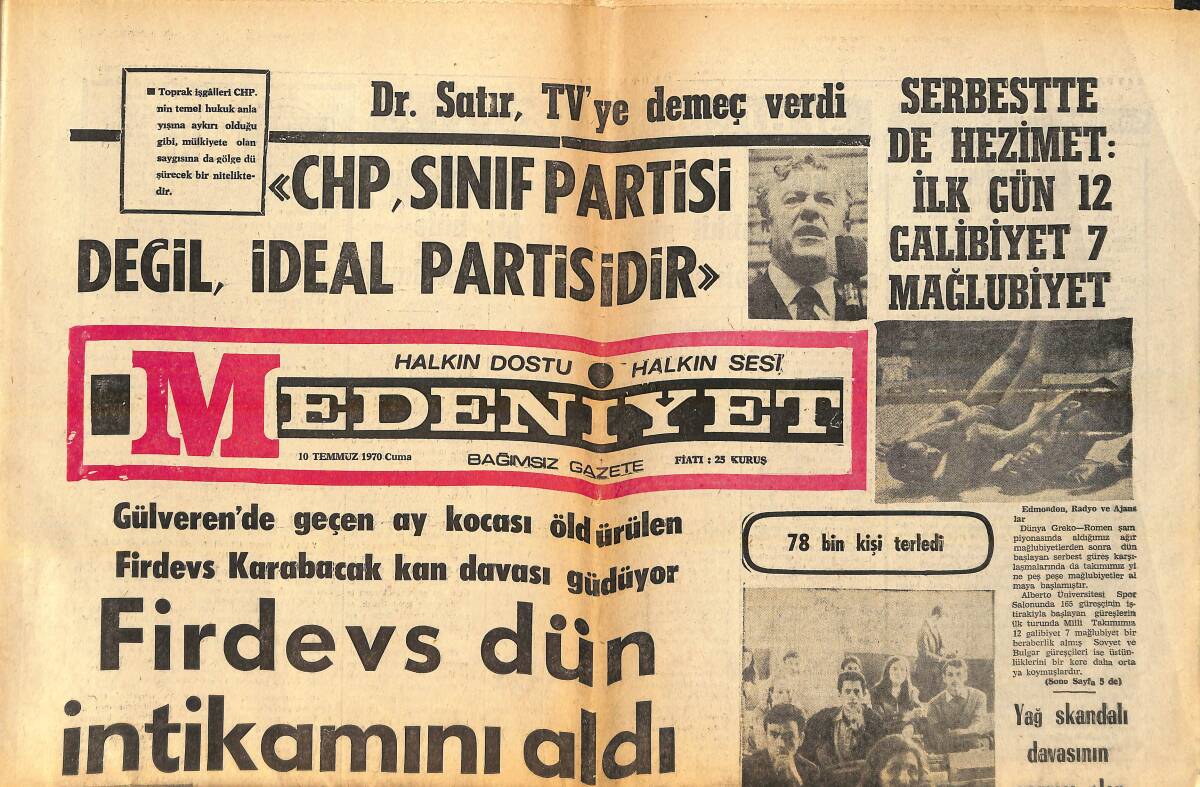 ■ Toprak işgâlleri CHP.
nin temel hukuk anla
yışına aykırı olduğu
gibi, mülkiyete olan
saygısına da gölge dü
şürecek bir nitelikte-
dir.
Dr. Satır, TV'ye demeç verdi
«CHP, SINIF PARTİSİ
DEĞİL, İDEAL PARTİSİDİR»
SERBESTTE
DE HEZİMET:
İLK GÜN 12
GALİBİYET 7
MAĞLUBİYET
HALKIN DOSTU ● HALKIN SESİ
MEDENİYET
10 TEMMUZ 1970 Cuma
BAĞIMSIZ GAZETE
FİATI : 25 KURUŞ
Gülveren'de geçen ay kocası öldürülen
Firdevs Karabacak kan davası güdüyor
Firdevs dün
intikamını aldı
78 bin kişi terledi
Edmondon, Radyo ve Ajans
lar
Dünya Greko—Romen şam
piyonasında aldığımız ağır
mağlubiyetlerden sonra dün
başlayan serbest güreş karşı-
laşmalarında da takımımız yi
ne peş peşe mağlubiyetler al
maya başlamıştır.
Alberto Üniversitesi Spor
Salonunda 165 güreşçinin iş-
tirakıyla başlayan güreşlerin
ilk turunda Milli Takımımız
12 galibiyet 7 mağlubiyet bir
beraberlik almış Sovyet ve
Bulgar güreşçileri ise üstün-
lüklerini bir kere daha orta
ya koymuşlardır.
(Sonu Sayfa 5 de)
Yağ skandalı
davasının